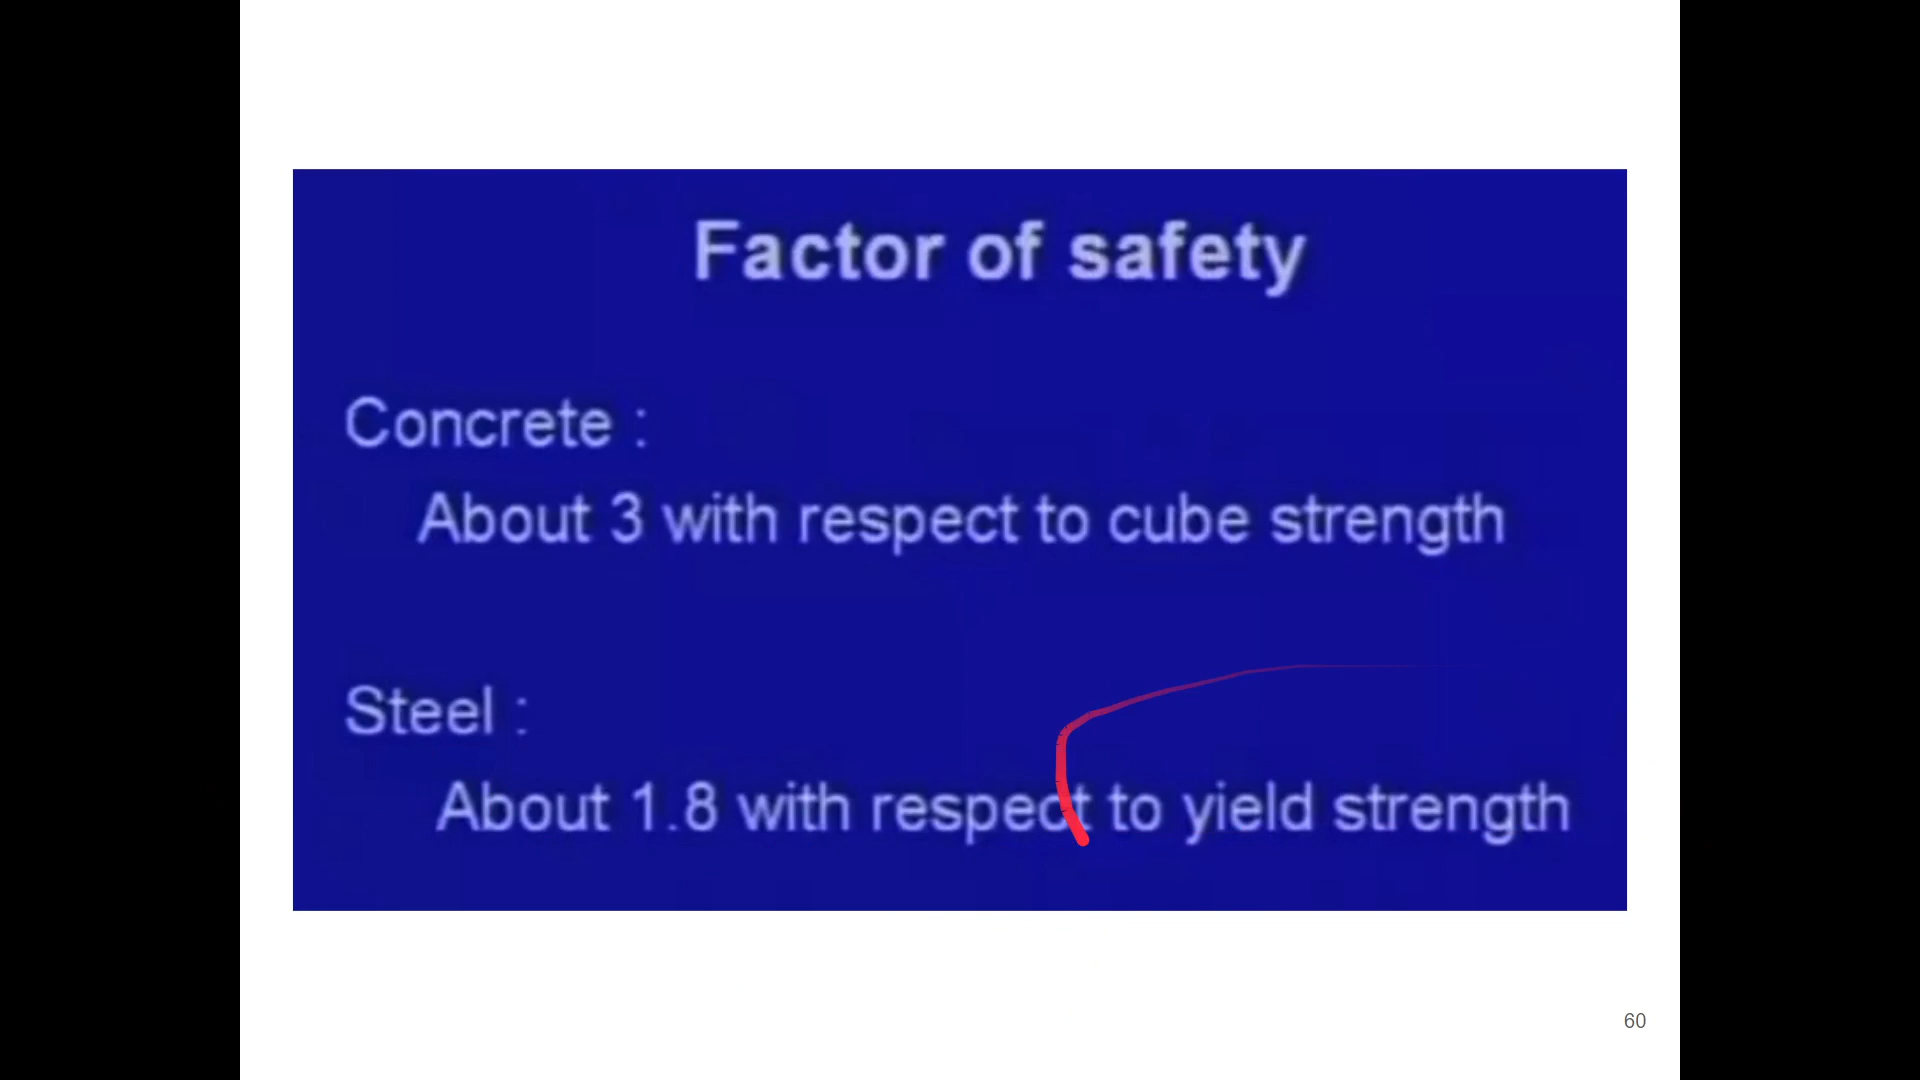 Factor of safety
Concrete :
About 3 with respect to cube strength
Steel :
About 1.8 with respect to yield strength
60